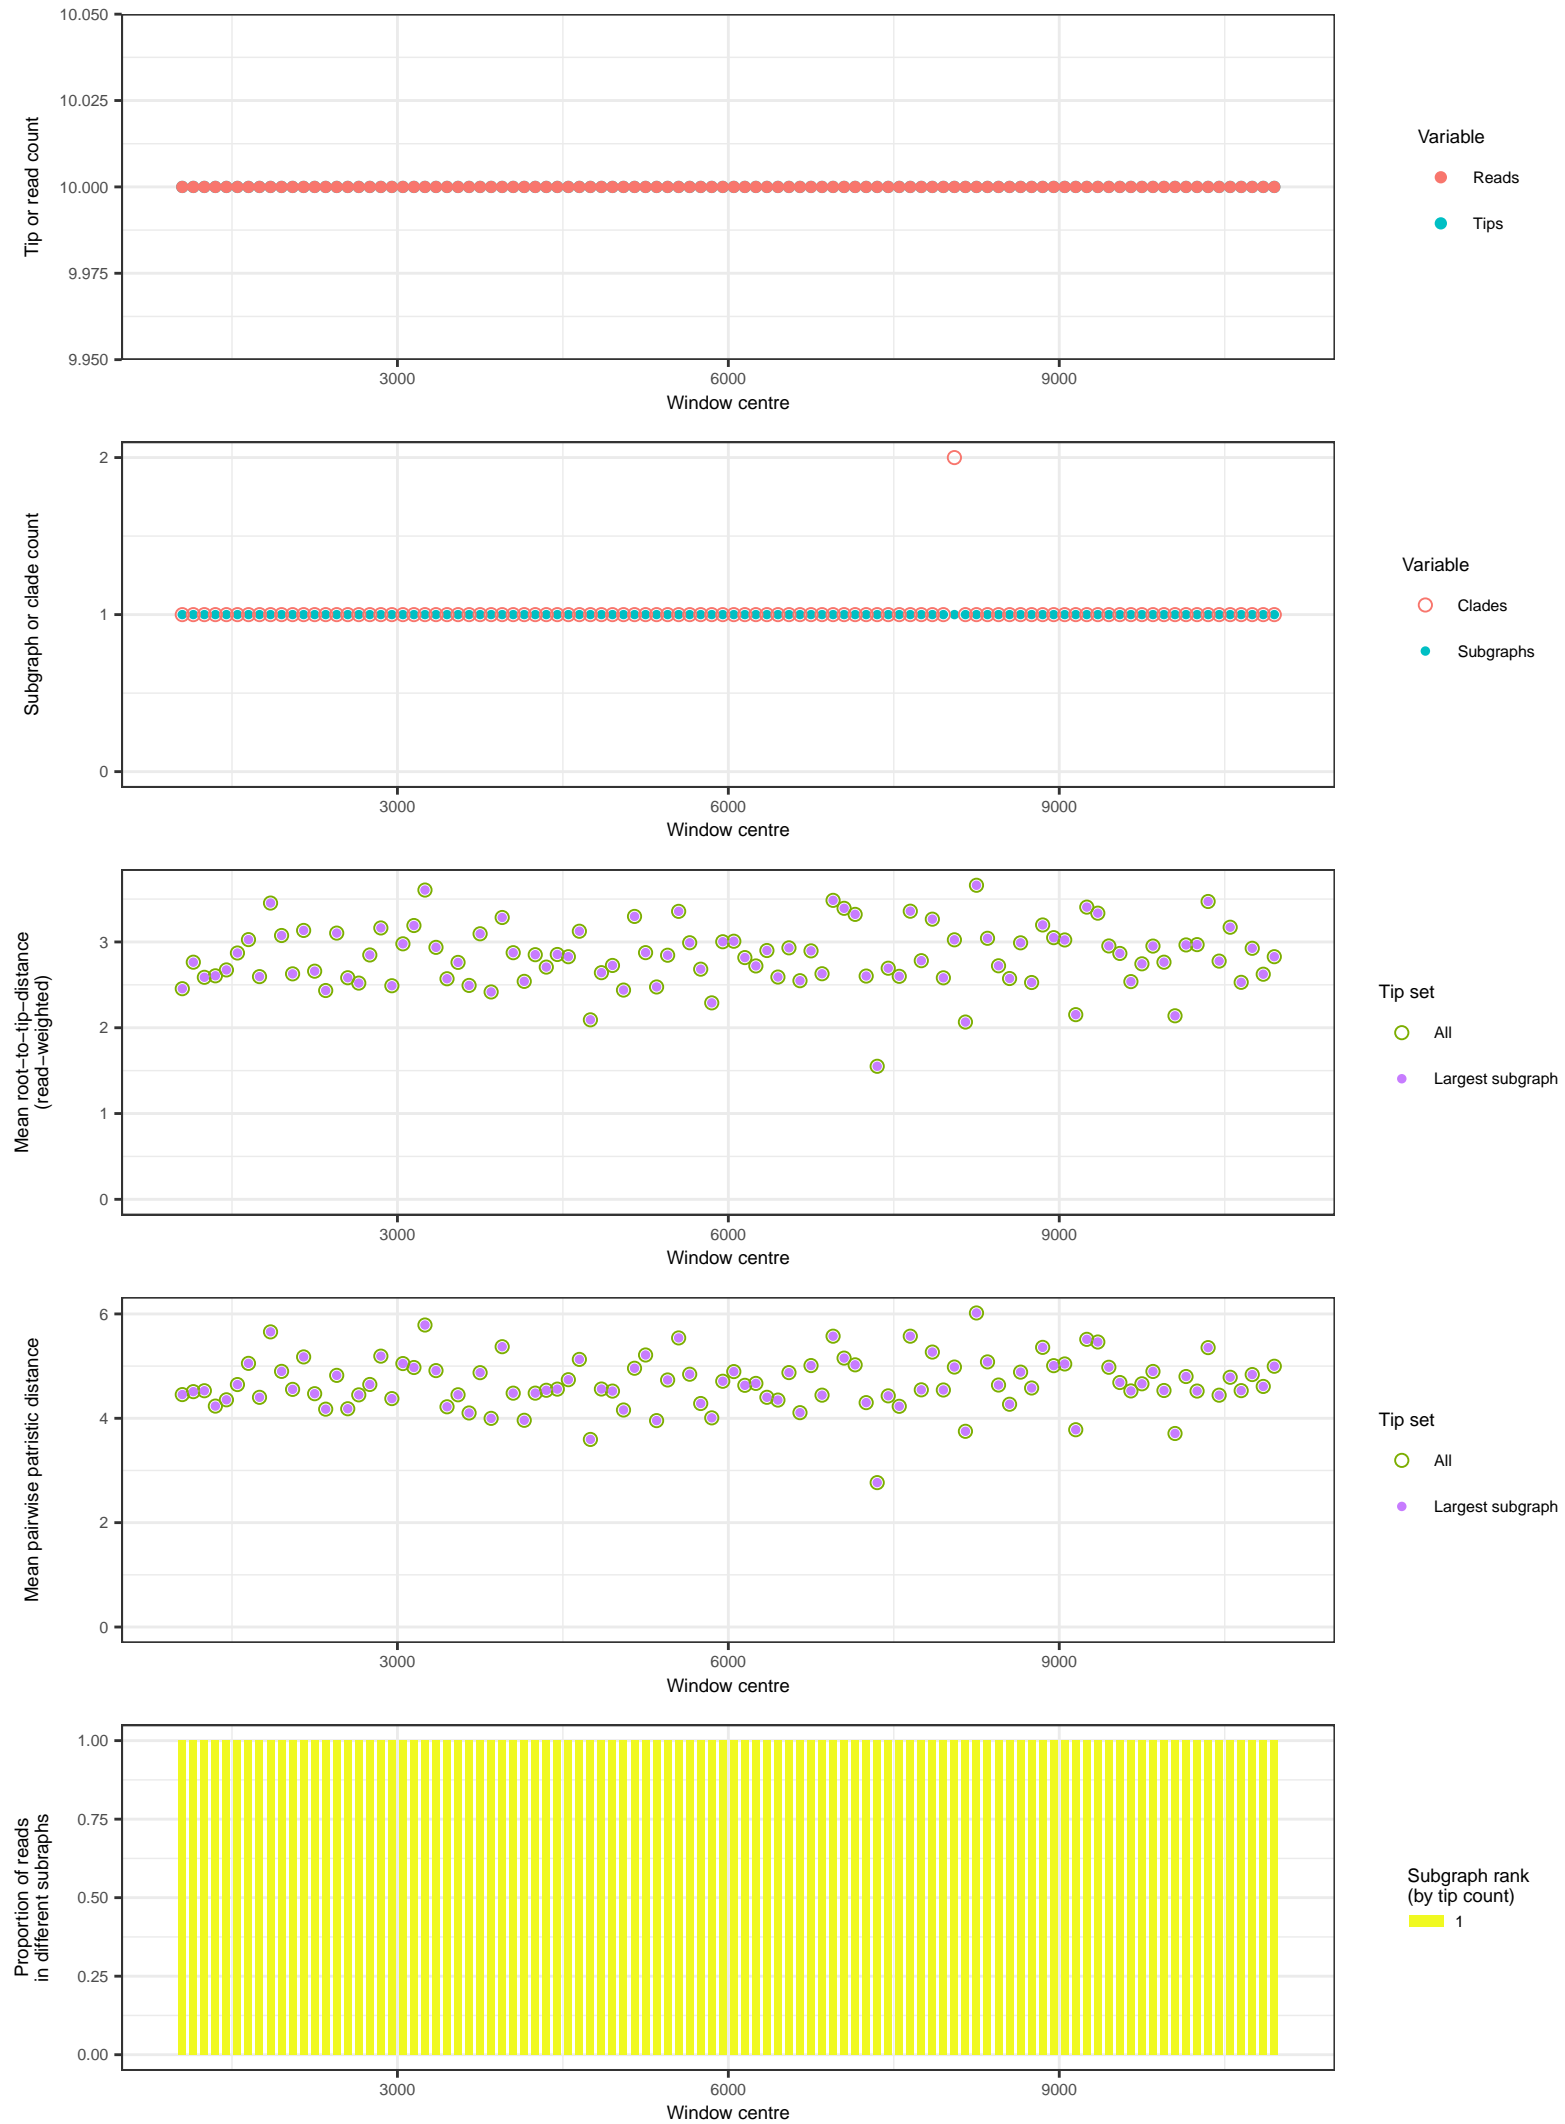 10.050
10.025
10.000
9.975
9.950
Tip or read count
3000 6000 9000
Window centre
Variable
Reads
Tips
2
1
0
Subgraph or clade count
3000 6000 9000
Window centre
Variable
Clades
Subgraphs
3
2
1
0
Mean root−to−tip−distance
(read−weighted)
3000 6000 9000
Window centre
Tip set
All
Largest subgraph
6
4
2
0
Mean pairwise patristic distance
3000 6000 9000
Window centre
Tip set
All
Largest subgraph
1.00
0.75
0.50
0.25
0.00
Proportion of reads
in different subraphs
3000 6000 9000
Window centre
Subgraph rank
(by tip count)
1